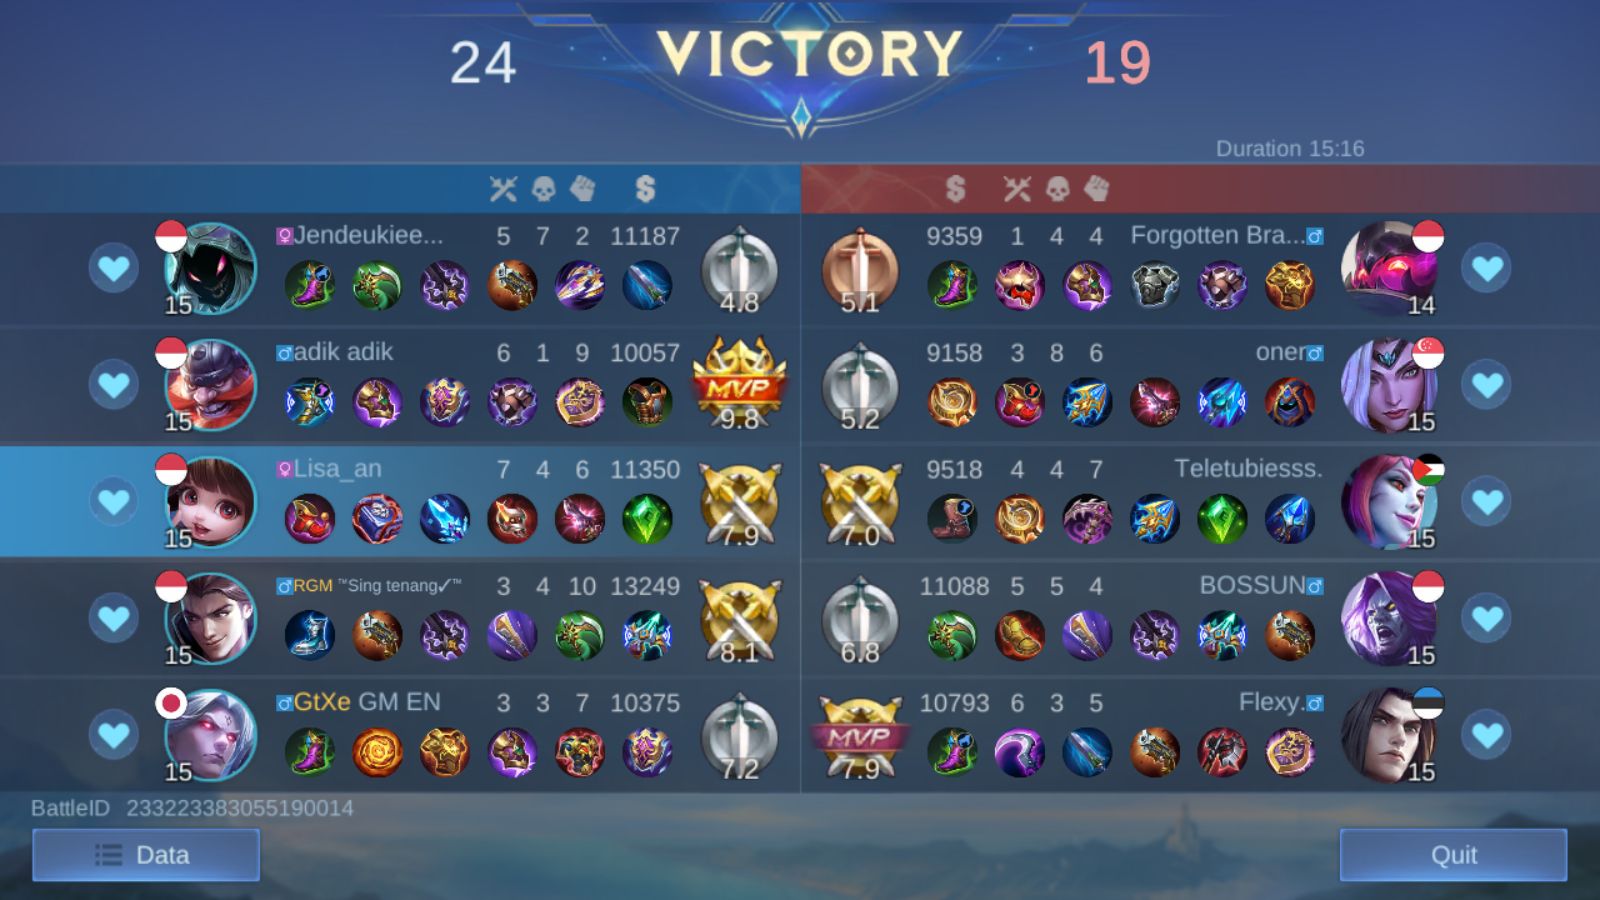 24 VICTORY 19
Duration 15:16
Jendeukiee... 5 7 2 11187 4.8
15
5.1 9359 1 4 4 Forgotten Bra...
14
adik adik 6 1 9 10057 MVP 9.8
15
5.2 9158 3 8 6 oner
15
Lisa_an 7 4 6 11350 7.9
15
7.0 9518 4 4 7 Teletubiesss.
15
RGM ™Sing tenang✓™ 3 4 10 13249 8.1
15
6.8 11088 5 5 4 BOSSUN
15
GtXe GM EN 3 3 7 10375 7.2
15
MVP 7.9 10793 6 3 5 Flexy.
15
BattleID 233223383055190014
Data
Quit